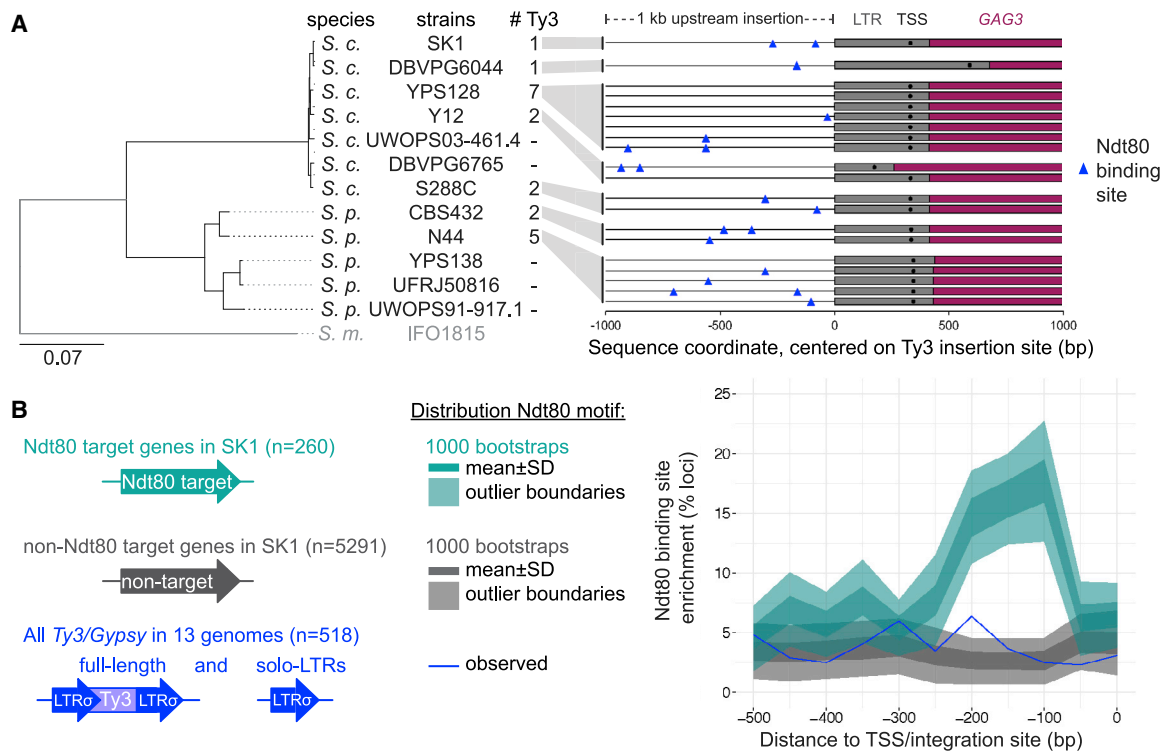 A
species strains # Ty3
1 kb upstream insertion LTR TSS GAG3
S. c. SK1 1
S. c. DBVPG6044 1
S. c. YPS128 7
S. c. Y12 2
S. c. UWOPS03-461.4 -
S. c. DBVPG6765 -
S. c. S288C 2
S. p. CBS432 2
S. p. N44 5
S. p. YPS138 -
S. p. UFRJ50816 -
S. p. UWOPS91-917.1 -
S. m. IFO1815
0.07
Ndt80
binding
site
-1000 -500 0 500 1000
Sequence coordinate, centered on Ty3 insertion site (bp)
B
Ndt80 target genes in SK1 (n=260)
Ndt80 target
non-Ndt80 target genes in SK1 (n=5291)
non-target
All Ty3/Gypsy in 13 genomes (n=518)
full-length and solo-LTRs
LTRσ Ty3 LTRσ LTRσ
Distribution Ndt80 motif:
1000 bootstraps
mean±SD
outlier boundaries
1000 bootstraps
mean±SD
outlier boundaries
observed
Ndt80 binding site
enrichment (% loci)
25
20
15
10
5
0
−500 −400 −300 −200 −100 0
Distance to TSS/integration site (bp)